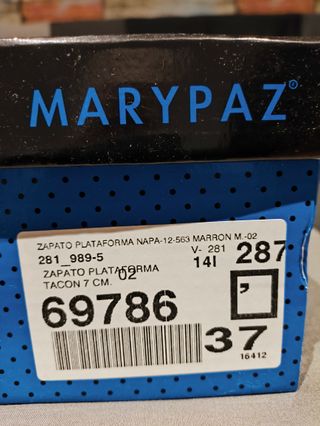 MARYPAZ
ZAPATO PLATAFORMA NAPA-12-563 MARRON M.-02
281_989-5 V- 281 287
ZAPATO PLATAFORMA 02 14I
TACON 7 CM.
69786 ,
37
16412